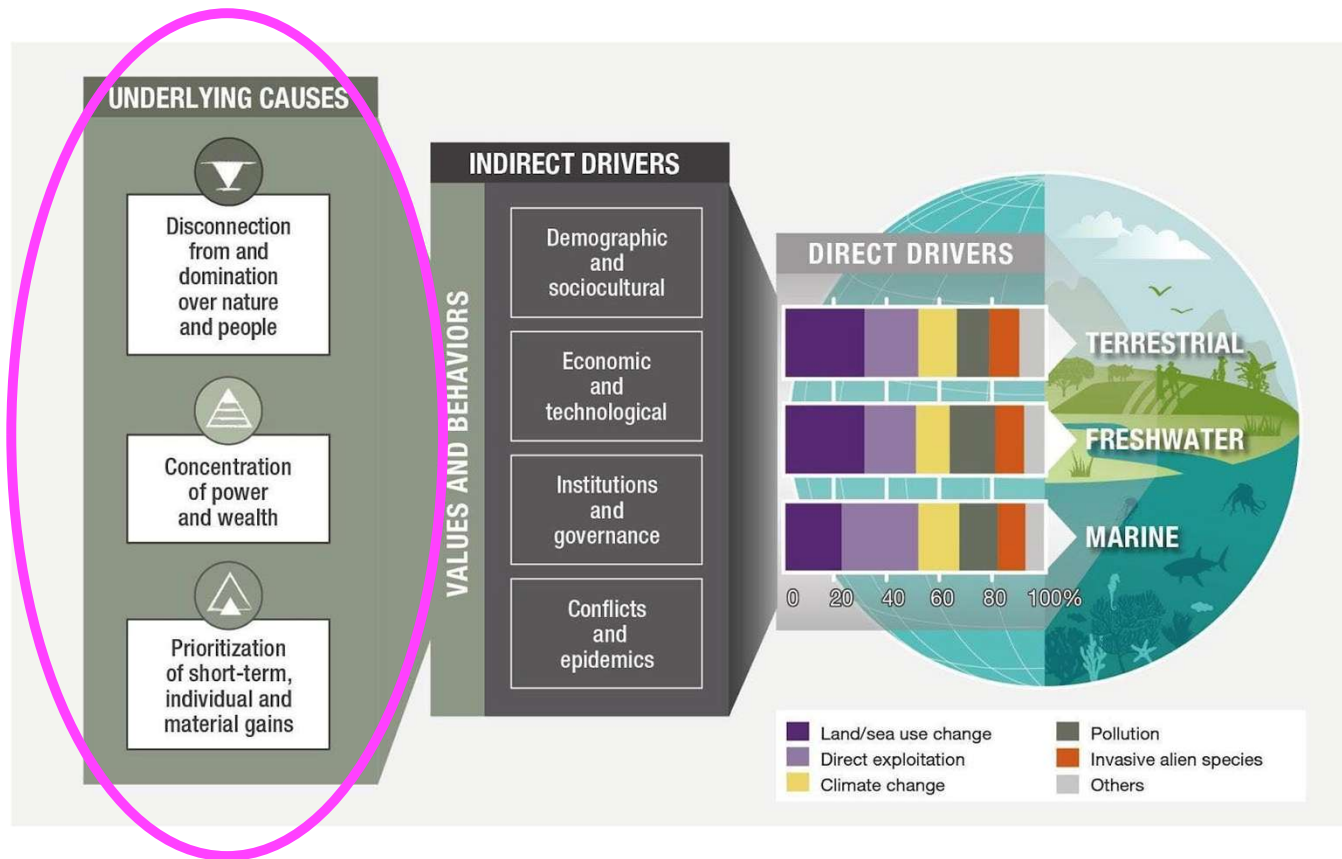 UNDERLYING CAUSES
Disconnection
from and
domination
over nature
and people
Concentration
of power
and wealth
Prioritization
of short-term,
individual and
material gains
INDIRECT DRIVERS
VALUES AND BEHAVIORS
Demographic
and
sociocultural
Economic
and
technological
Institutions
and
governance
Conflicts
and
epidemics
DIRECT DRIVERS
TERRESTRIAL
FRESHWATER
MARINE
0 20 40 60 80 100%
Land/sea use change
Direct exploitation
Climate change
Pollution
Invasive alien species
Others